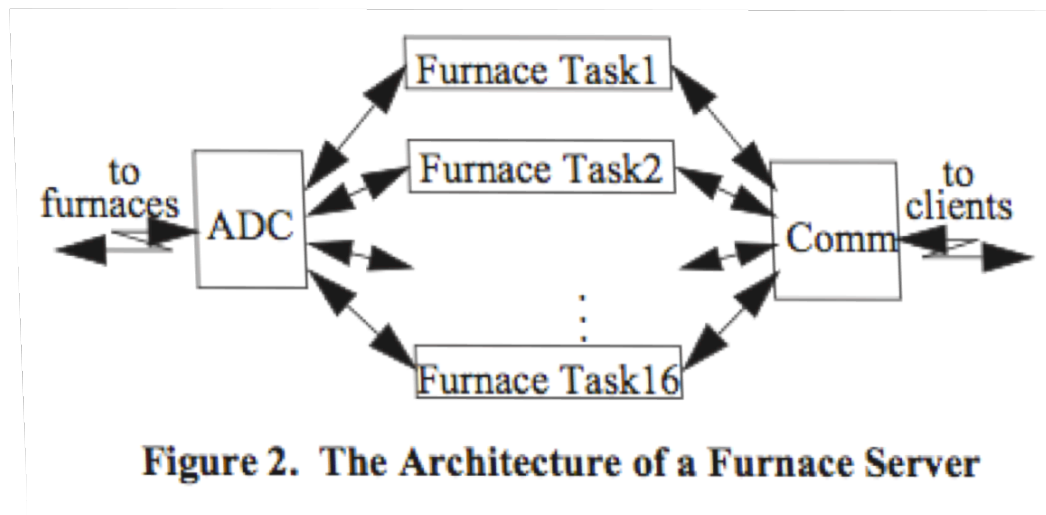 Furnace Task1
Furnace Task2
to
furnaces
ADC
to
clients
Comm
Furnace Task16
Figure 2. The Architecture of a Furnace Server